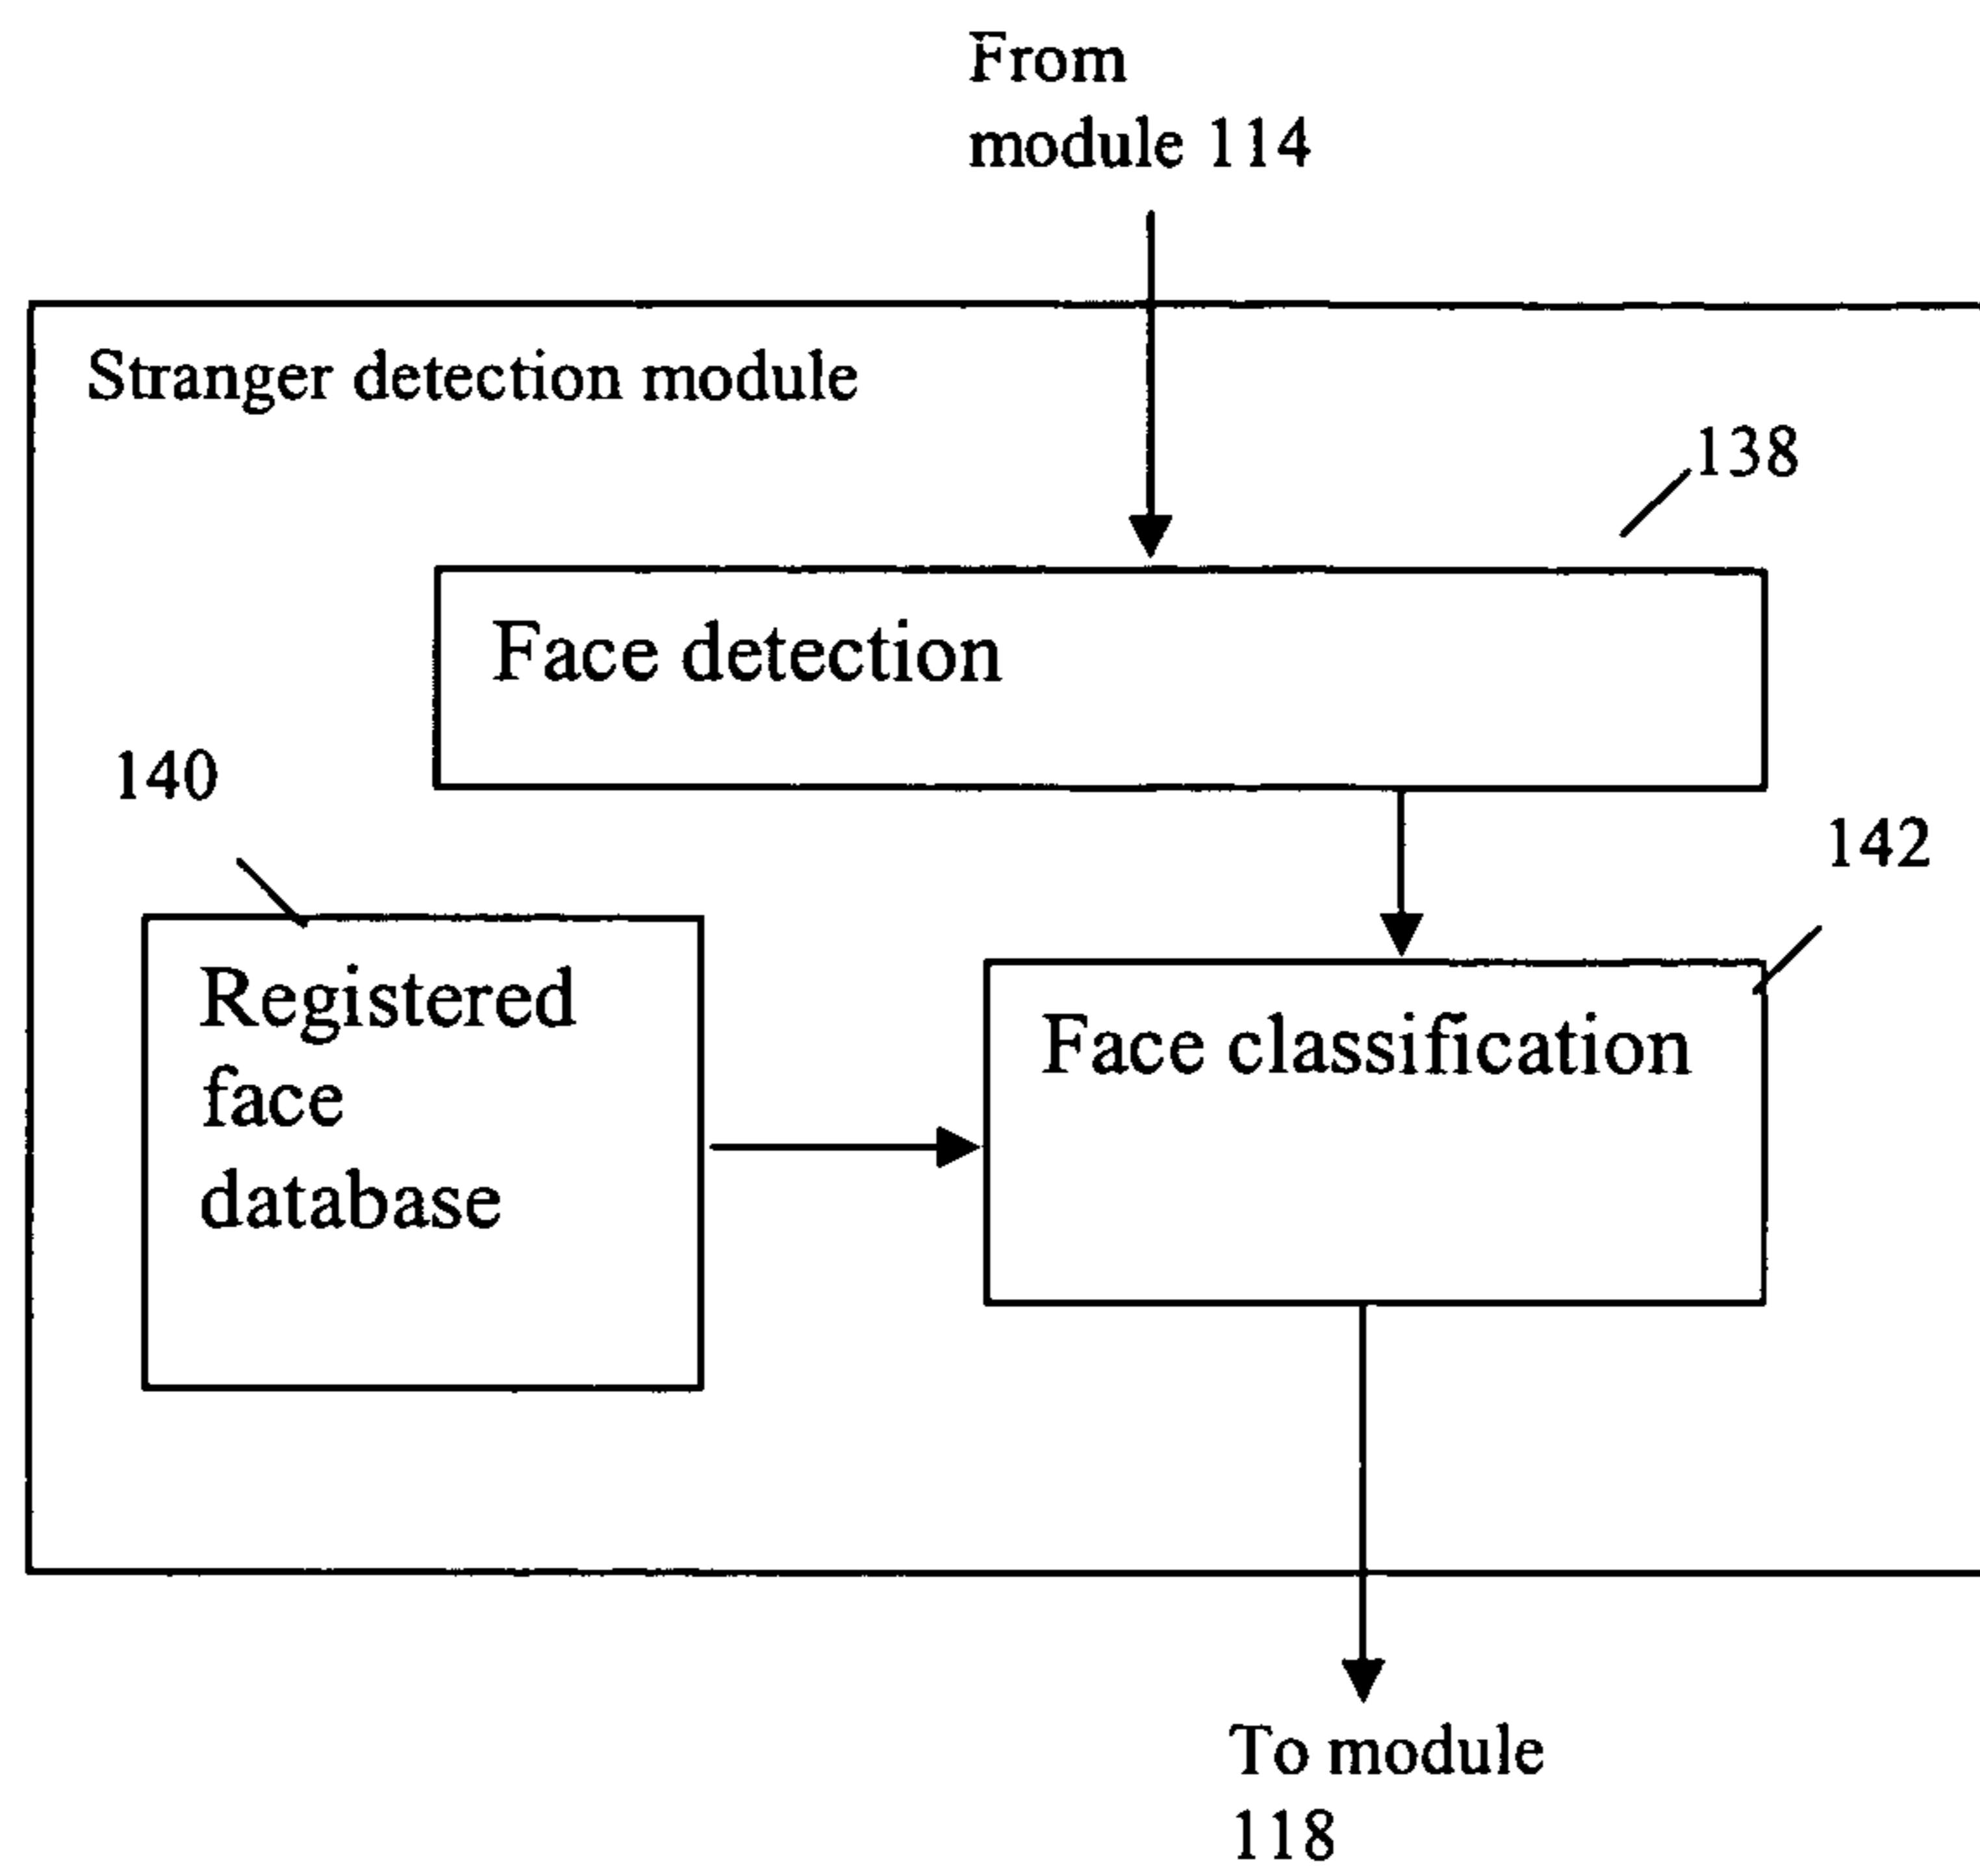 From
module 114
Stranger detection module
138
Face detection
140
142
Registered
face
database
Face classification
To module
118